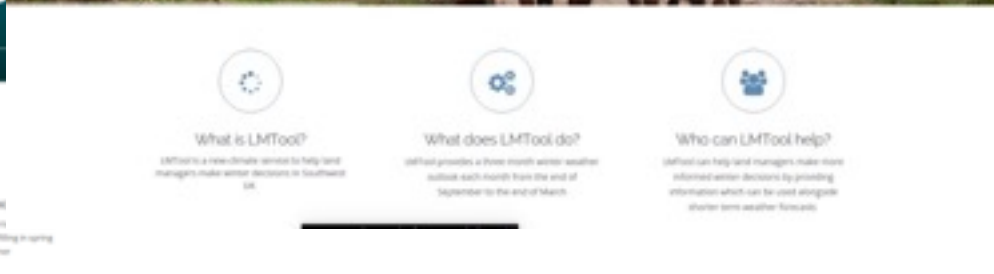 What is LMTool?
LMTool is a new climate service to help land
managers make winter decisions in Southwest
UK
What does LMTool do?
LMTool provides a three month winter weather
outlook each month from the end of
September to the end of March
Who can LMTool help?
LMTool can help land managers make more
informed winter decisions by providing
information which can be used alongside
shorter term weather forecasts
filling in spring